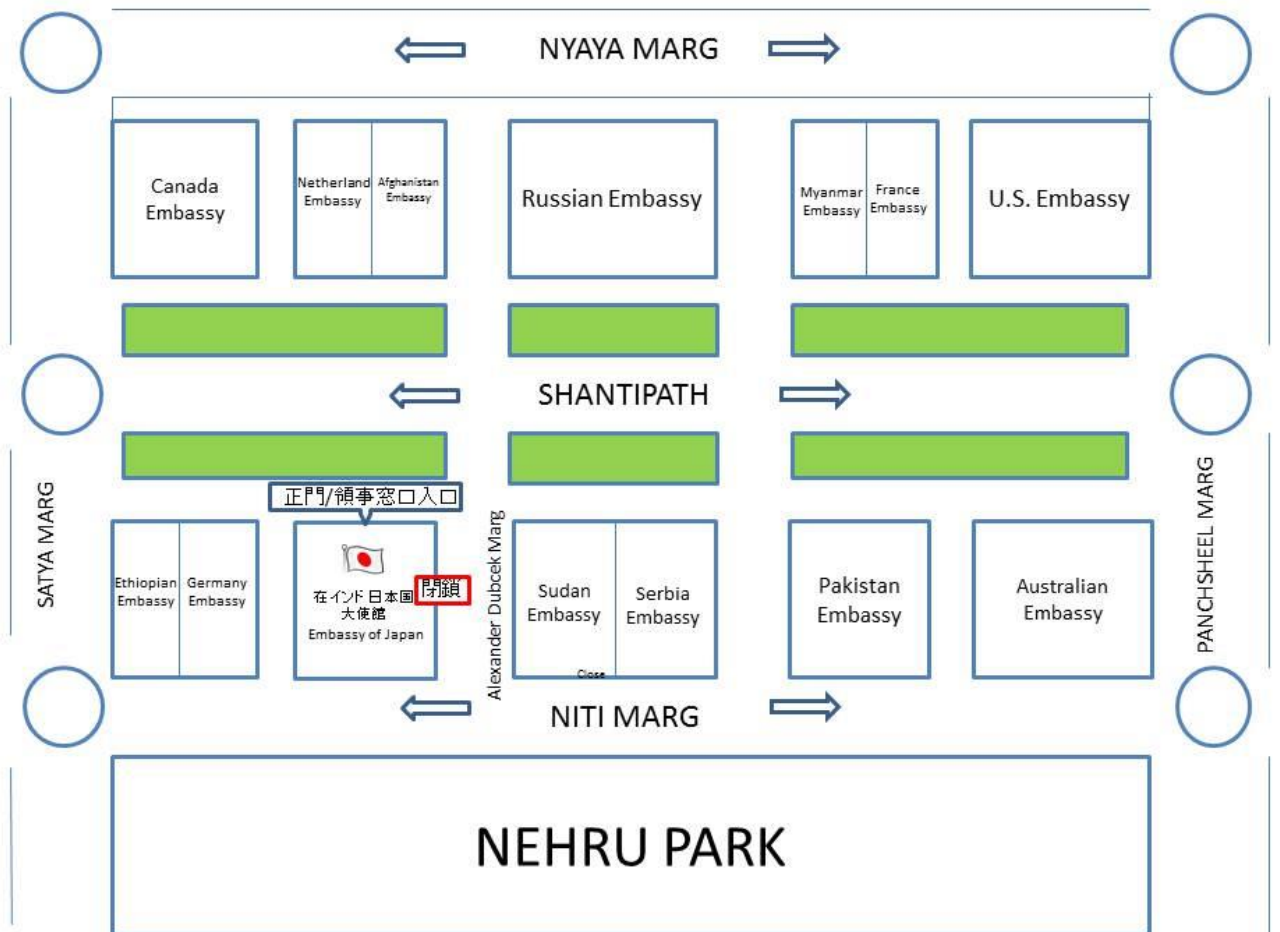 NYAYA MARG
Canada
Embassy
Netherland
Embassy
Afghanistan
Embassy
Russian Embassy
Myanmar
Embassy
France
Embassy
U.S. Embassy
SHANTIPATH
正門/領事窓口入口
SATYA MARG
Ethiopian
Embassy
Germany
Embassy
在インド日本国
大使館
Embassy of Japan
閉鎖
Alexander Dubcek Marg
Sudan
Embassy
Close
Serbia
Embassy
Pakistan
Embassy
Australian
Embassy
PANCHSHEEL MARG
NITI MARG
NEHRU PARK